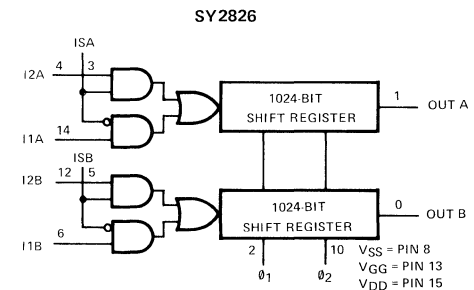 SY2826
ISA
I2A 4 3
1024-BIT
SHIFT REGISTER
1 OUT A
I1A 14
ISB
I2B 12 5
1024-BIT
SHIFT REGISTER
0 OUT B
I1B 6
2 10
Ø1 Ø2
VSS = PIN 8
VGG = PIN 13
VDD = PIN 15